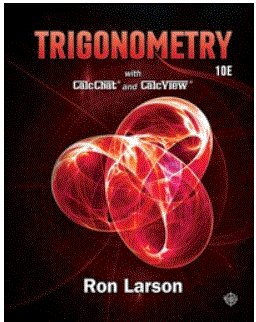 TRIGONOMETRY
10E
with
CalcChat® and CalcView®
Ron Larson